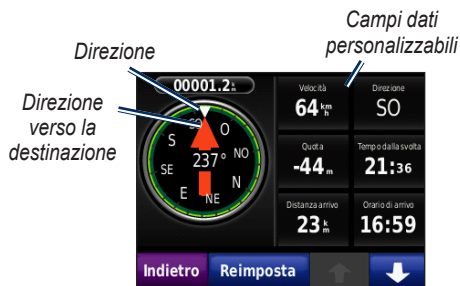 Campi dati
personalizzabili
Direzione
Direzione
verso la
destinazione
00001.2
SO
S
O
SE
237°
NO
E
NE
N
Velocità
64 km/h
Direzione
SO
Quota
-44 m
Tempo dalla svolta
21:36
Distanza arrivo
23
Orario di arrivo
16:59
Indietro
Reimposta